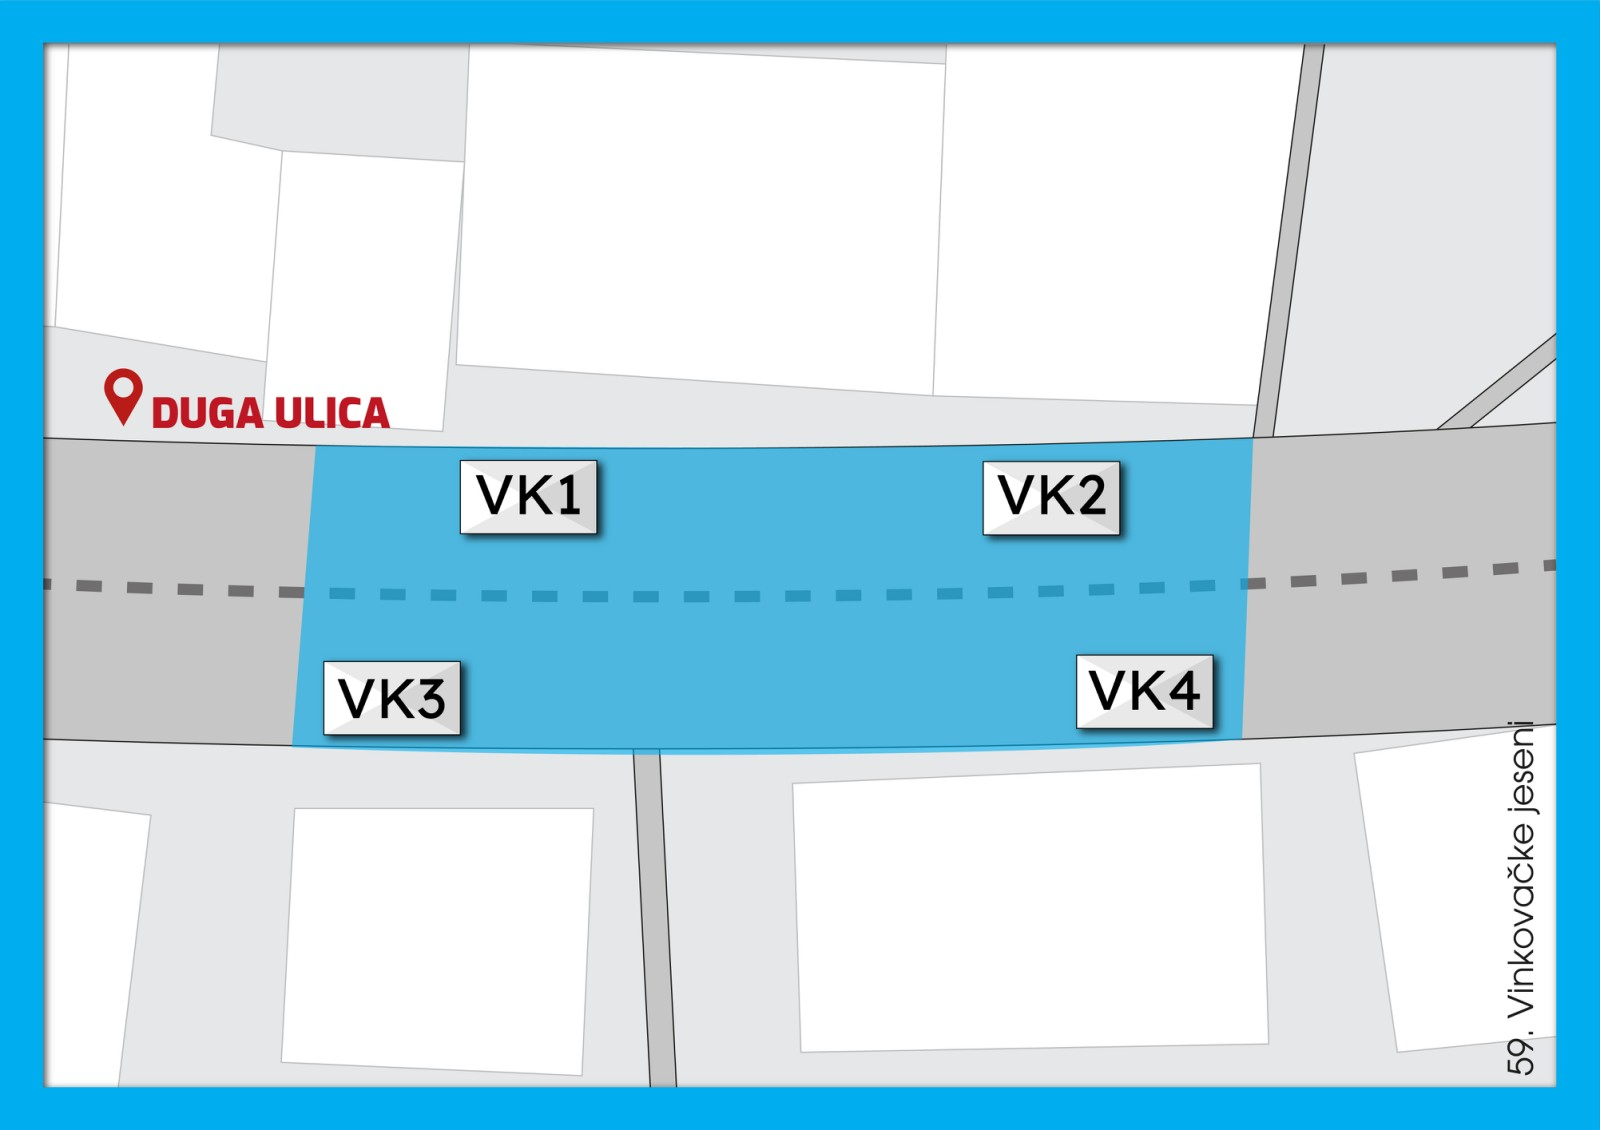 DUGA ULICA
VK1
VK2
VK3
VK4
59. Vinkovačke jeseni